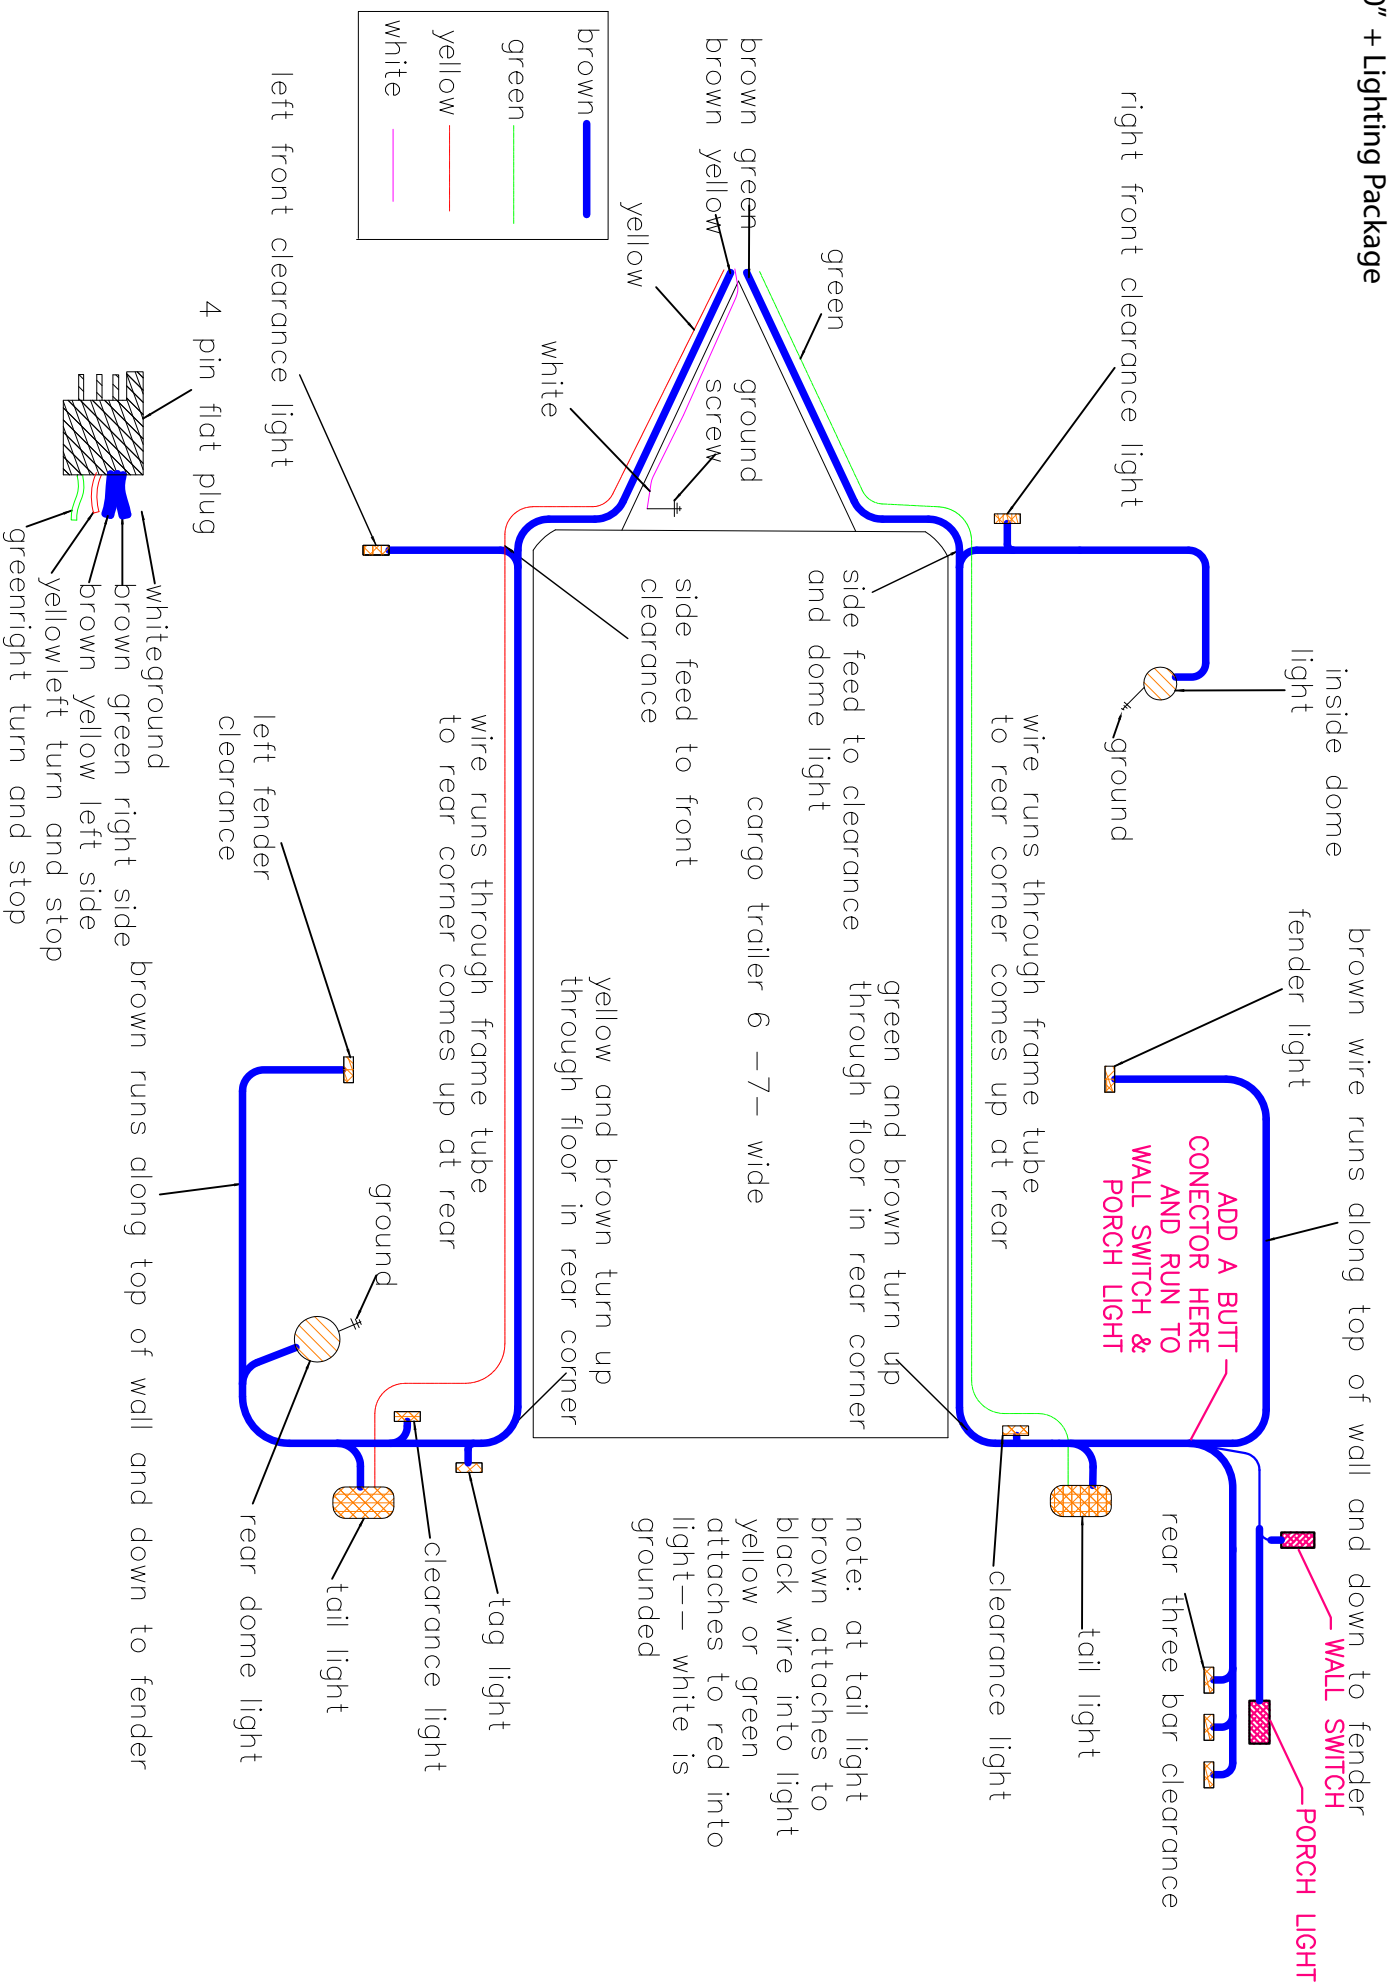 0" + Lighting Package
brown wire runs along top of wall and down to fender
inside dome
light
fender light
WALL SWITCH
PORCH LIGHT
right front clearance light
ground
ADD A BUTT
CONECTOR HERE
AND RUN TO
WALL SWITCH &
PORCH LIGHT
rear three bar clearance
wire runs through frame tube
to rear corner comes up at rear
tail light
clearance light
green
side feed to clearance
and dome light
green and brown turn up
through floor in rear corner
note: at tail light
brown attaches to
black wire into light
yellow or green
attaches to red into
light-- white is
grounded
brown green
brown yellow
ground
screw
cargo trailer 6 -7- wide
yellow
white
side feed to front
clearance
yellow and brown turn up
through floor in rear corner
brown
green
yellow
white
wire runs through frame tube
to rear corner comes up at rear
tag light
clearance light
tail light
rear dome light
ground
left front clearance light
left fender
clearance
4 pin flat plug
whiteground
brown green right side
brown yellow left side
yellowleft turn and stop
greenright turn and stop
brown runs along top of wall and down to fender